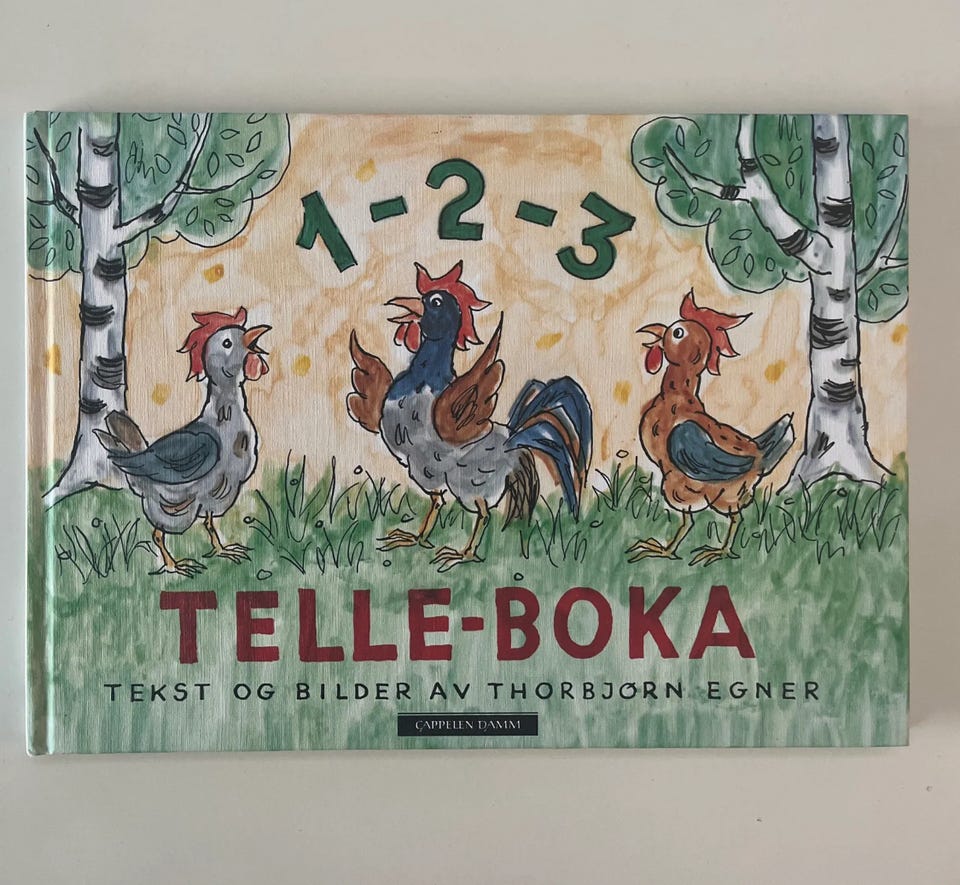 1-2-3
TELLE-BOKA
TEKST OG BILDER AV THORBJØRN EGNER
CAPPELEN DAMM